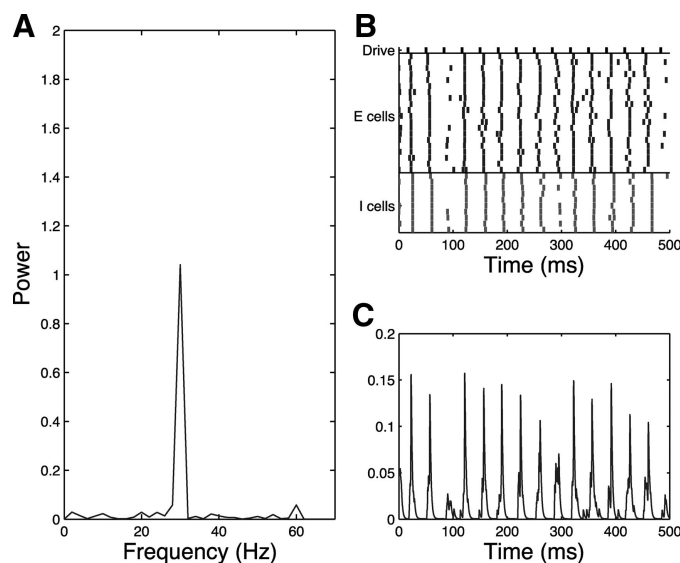 A
2
1.8
1.6
1.4
1.2
1
0.8
0.6
0.4
0.2
0
Power
0 20 40 60
Frequency (Hz)
B
Drive
E cells
I cells
0 100 200 300 400 500
Time (ms)
C
0.2
0.15
0.1
0.05
0
0 100 200 300 400 500
Time (ms)